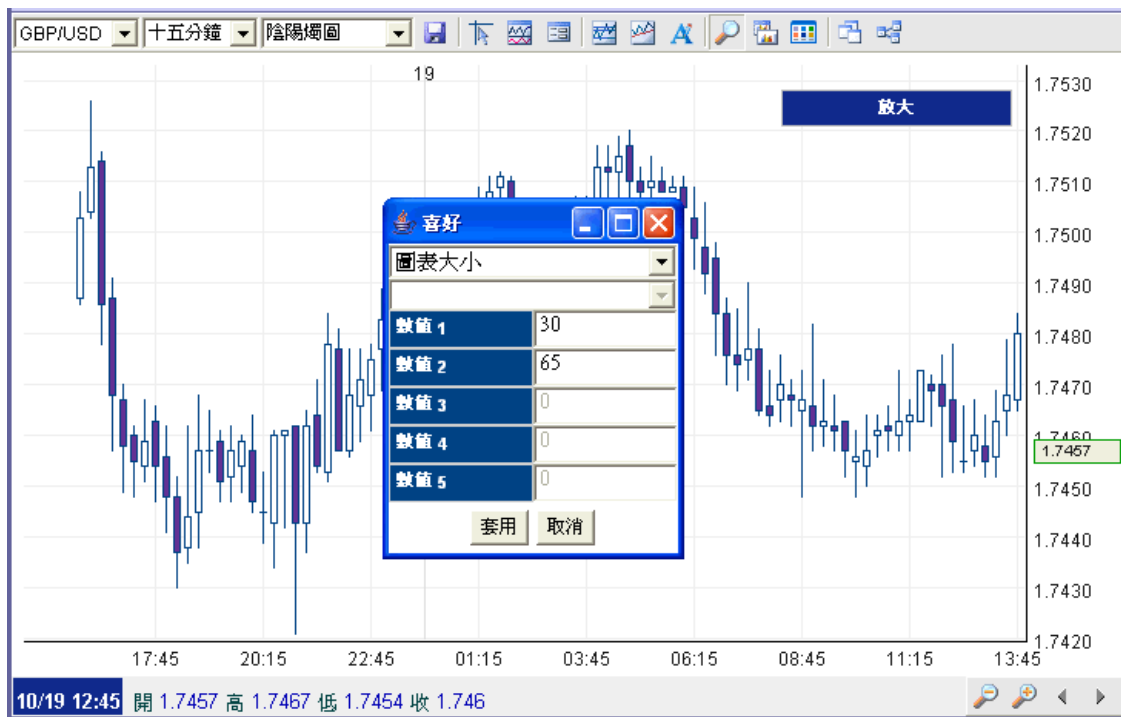 GBP/USD 十五分鐘 陰陽燭圖
19
放大
1.7530
1.7520
1.7510
1.7500
1.7490
1.7480
1.7470
1.7460
1.7457
1.7450
1.7440
1.7430
1.7420
喜好
圖表大小
數值 1 30
數值 2 65
數值 3 0
數值 4 0
數值 5 0
套用 取消
17:45 20:15 22:45 01:15 03:45 06:15 08:45 11:15 13:45
10/19 12:45 開 1.7457 高 1.7467 低 1.7454 收 1.746